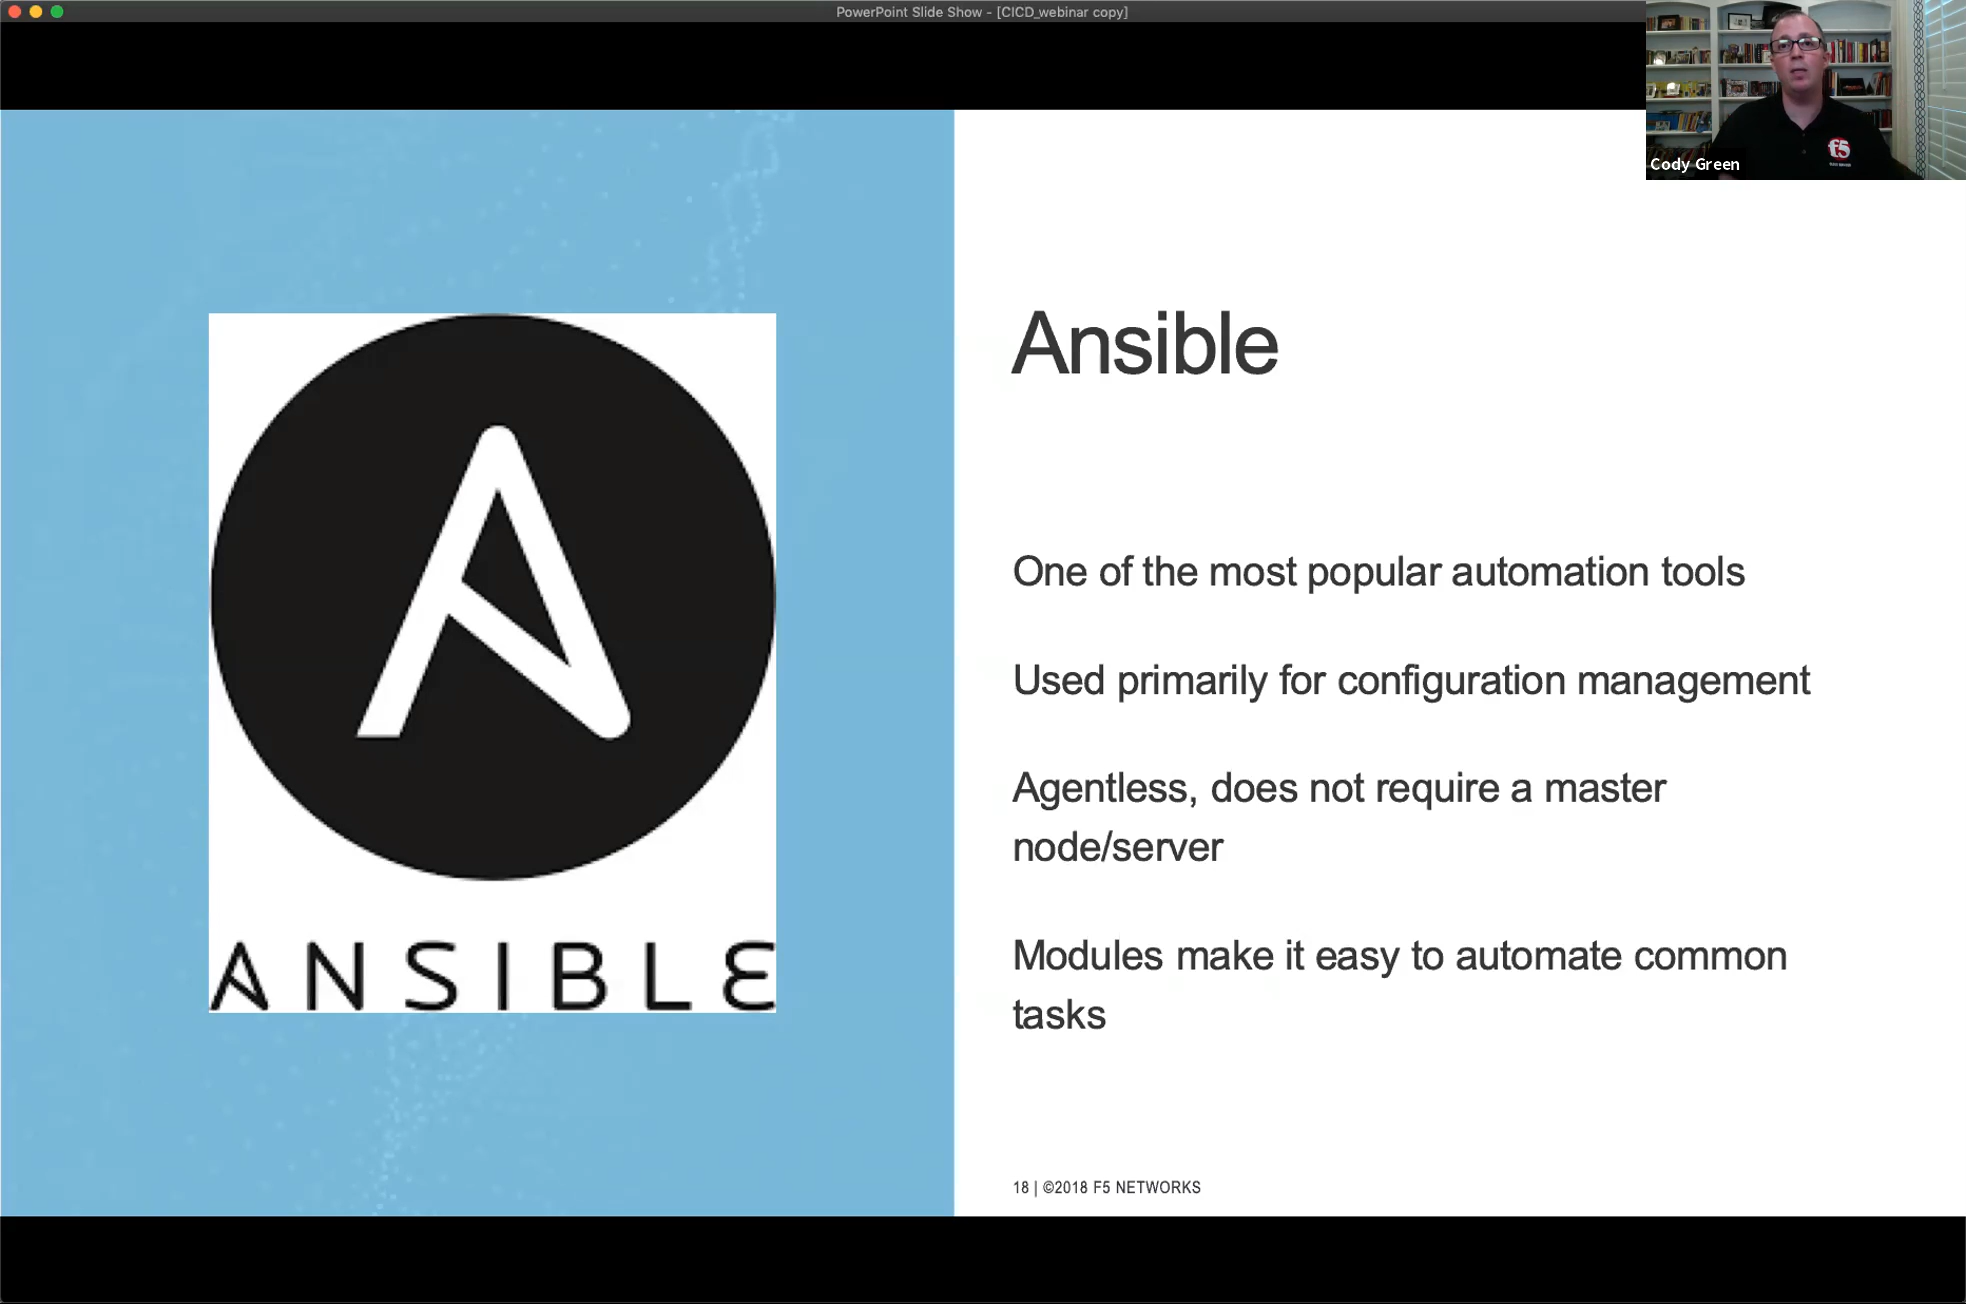 PowerPoint Slide Show - [CICD_webinar copy]
f5
Cody Green
Ansible
One of the most popular automation tools
Used primarily for configuration management
Agentless, does not require a master
node/server
Modules make it easy to automate common
tasks
ANSIBLE
18 | ©2018 F5 NETWORKS